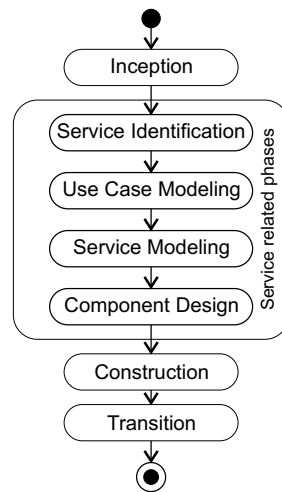 Inception
Service Identification
Use Case Modeling
Service Modeling
Component Design
Service related phases
Construction
Transition